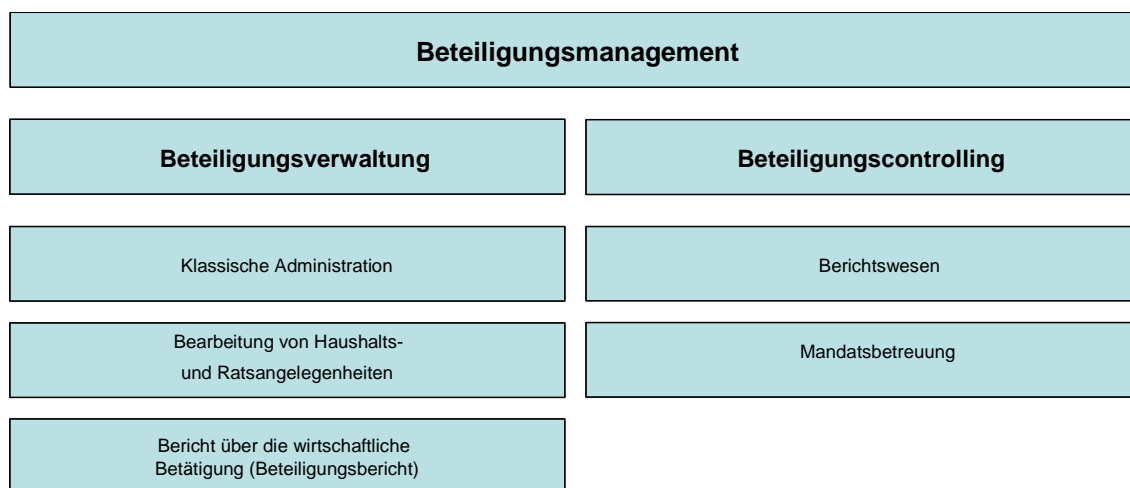 Beteiligungsmanagement
Beteiligungsverwaltung
Beteiligungscontrolling
Klassische Administration
Berichtswesen
Bearbeitung von Haushalts-
und Ratsangelegenheiten
Mandatsbetreuung
Bericht über die wirtschaftliche
Betätigung (Beteiligungsbericht)